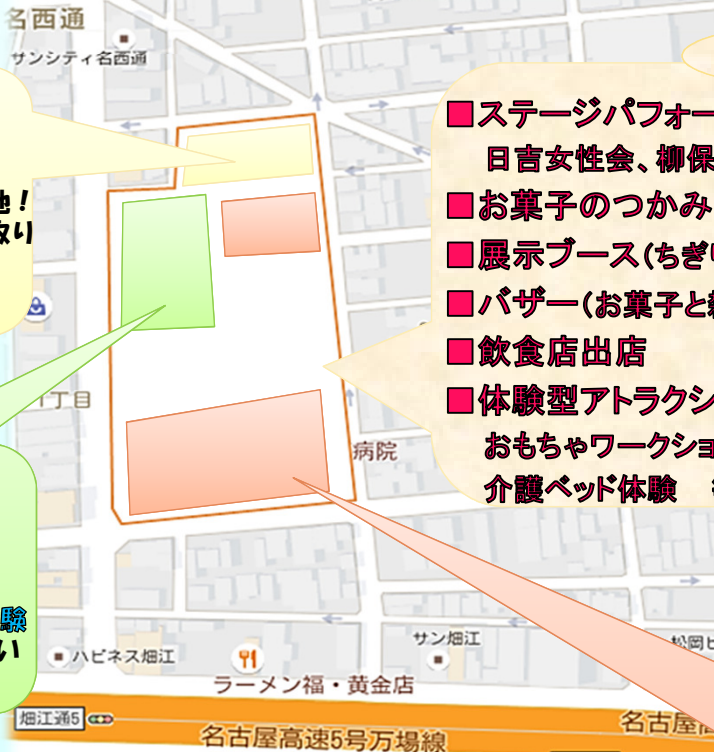 名西通
サンシティ名西通
地！
取り
■ステージパフォー
日吉女性会、柳保
■お菓子のつかみ
■展示ブース(ちぎり
■バザー(お菓子と
■飲食店出店
■体験型アトラクシ
おもちゃワークショ
介護ベッド体験
丁目
病院
験
い
サン畑江
松岡ビ
ハピネス畑江
ラーメン福・黄金店
畑江通5
名古屋高速5号万場線
名古屋高